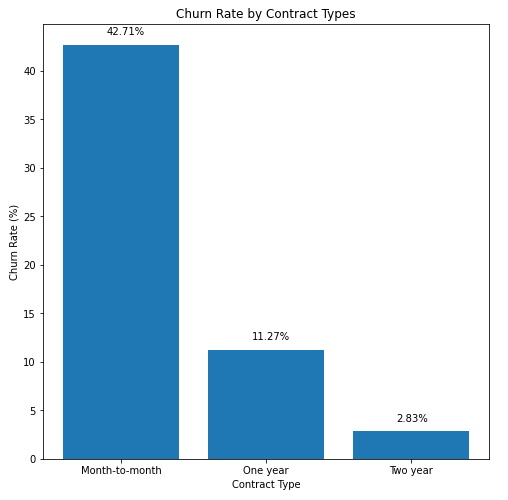 Churn Rate by Contract Types
42.71%
11.27%
2.83%
Churn Rate (%)
40
35
30
25
20
15
10
5
0
Month-to-month
One year
Two year
Contract Type